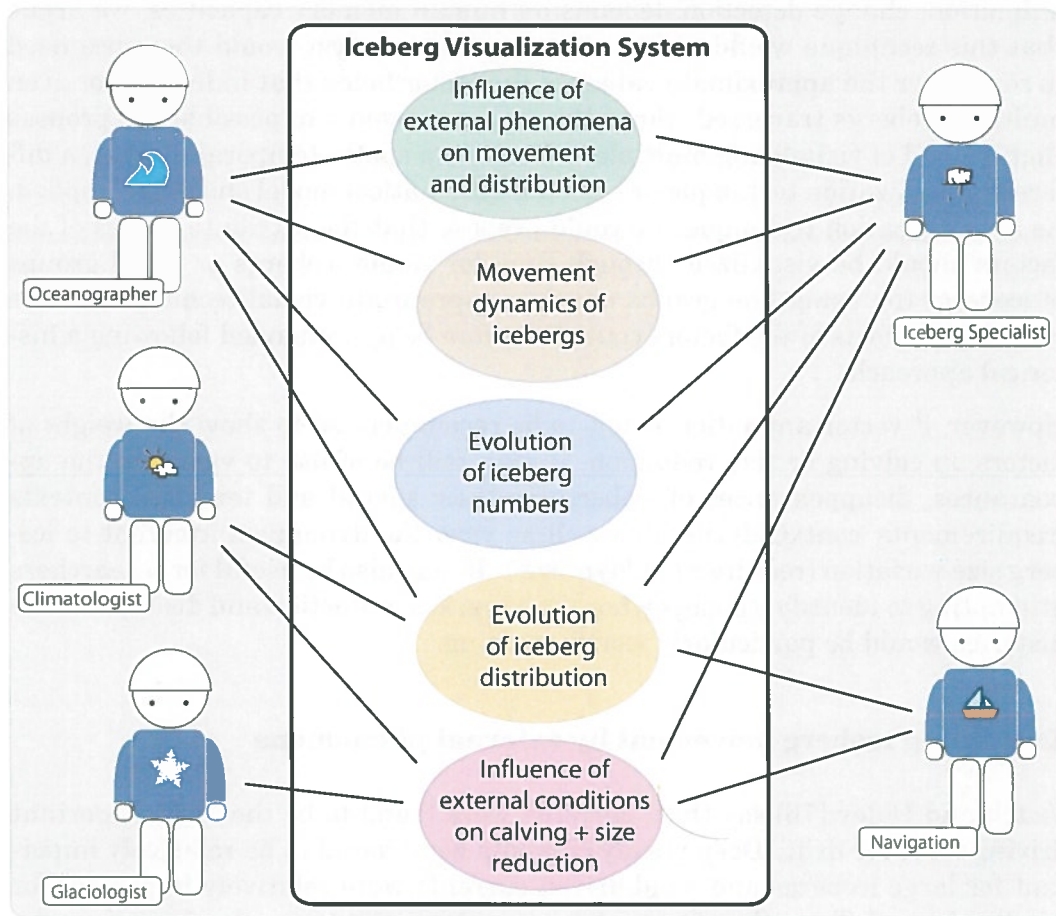 Iceberg Visualization System
Influence of
external phenomena
on movement
and distribution
Movement
dynamics of
icebergs
Evolution
of iceberg
numbers
Evolution
of iceberg
distribution
Influence of
external conditions
on calving + size
reduction
Oceanographer
Climatologist
Glaciologist
Iceberg Specialist
Navigation